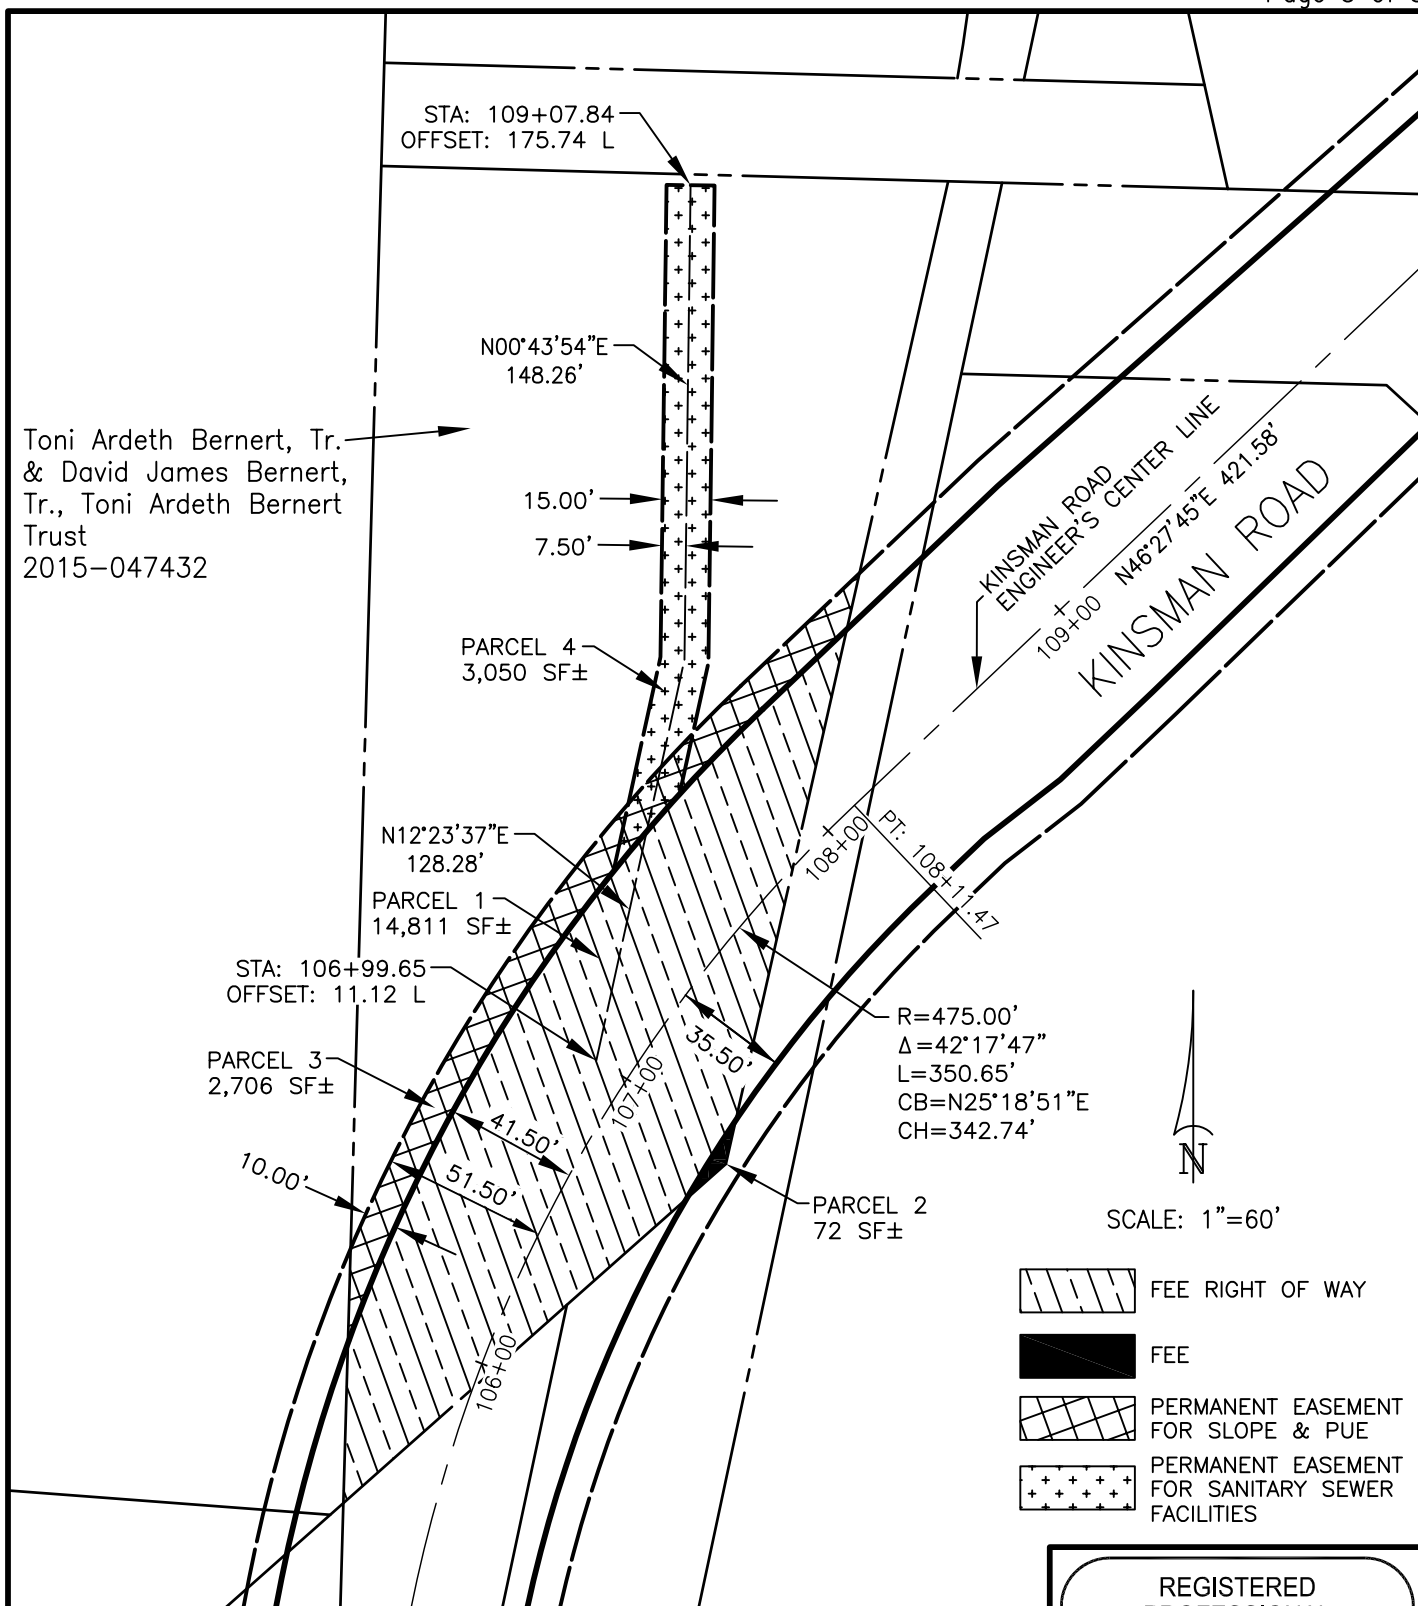 STA: 109+07.84
OFFSET: 175.74 L
N00°43'54"E
148.26'
Toni Ardeth Bernert, Tr.
& David James Bernert,
Tr., Toni Ardeth Bernert
Trust
2015-047432
15.00'
7.50'
KINSMAN ROAD
ENGINEER'S CENTER LINE
N46°27'45"E 421.58'
109+00
KINSMAN ROAD
PARCEL 4
3,050 SF±
N12°23'37"E
128.28'
108+00
PT: 108+11.47
PARCEL 1
14,811 SF±
STA: 106+99.65
OFFSET: 11.12 L
R=475.00'
Δ=42°17'47"
L=350.65'
CB=N25°18'51"E
CH=342.74'
35.50'
107+00
PARCEL 3
2,706 SF±
41.50'
51.50'
10.00'
PARCEL 2
72 SF±
106+00
N
SCALE: 1"=60'
FEE RIGHT OF WAY
FEE
PERMANENT EASEMENT
FOR SLOPE & PUE
PERMANENT EASEMENT
FOR SANITARY SEWER
FACILITIES
REGISTERED